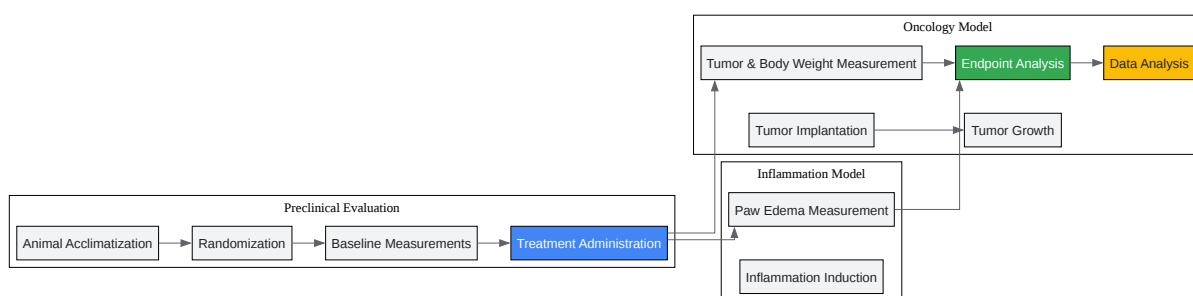 Oncology Model
Tumor & Body Weight Measurement
Endpoint Analysis
Data Analysis
Tumor Implantation
Tumor Growth
Inflammation Model
Paw Edema Measurement
Inflammation Induction
Preclinical Evaluation
Animal Acclimatization
Randomization
Baseline Measurements
Treatment Administration